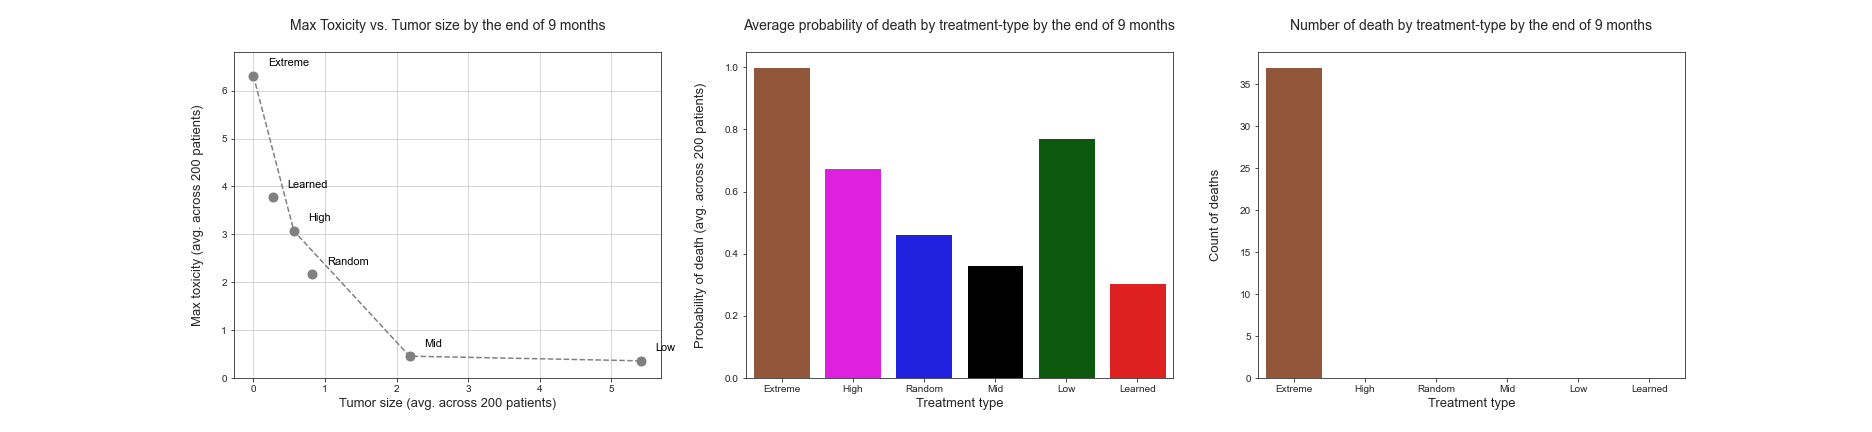 Max Toxicity vs. Tumor size by the end of 9 months
Extreme
Learned
High
Random
Mid
Low
6
5
4
3
2
1
0
0 1 2 3 4 5
Max toxicity (avg. across 200 patients)
Tumor size (avg. across 200 patients)
Average probability of death by treatment-type by the end of 9 months
1.0
0.8
0.6
0.4
0.2
0.0
Extreme High Random Mid Low Learned
Probability of death (avg. across 200 patients)
Treatment type
Number of death by treatment-type by the end of 9 months
35
30
25
20
15
10
5
0
Extreme High Random Mid Low Learned
Count of deaths
Treatment type